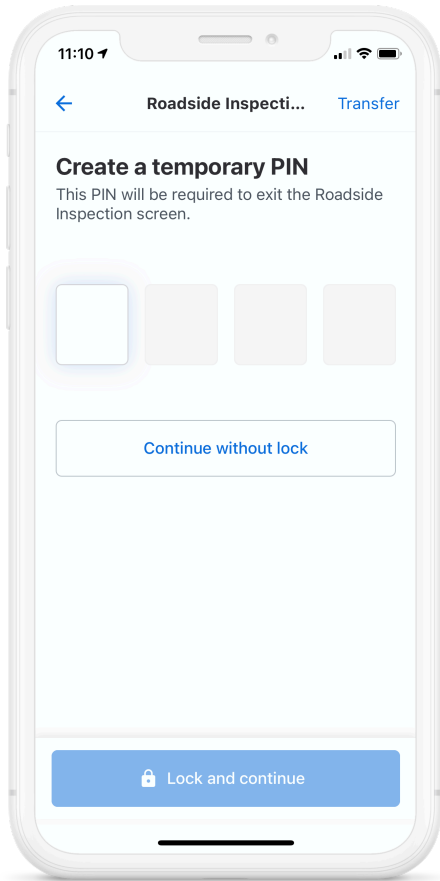 11:10
Roadside Inspecti...
Transfer
Create a temporary PIN
This PIN will be required to exit the Roadside
Inspection screen.
Continue without lock
Lock and continue